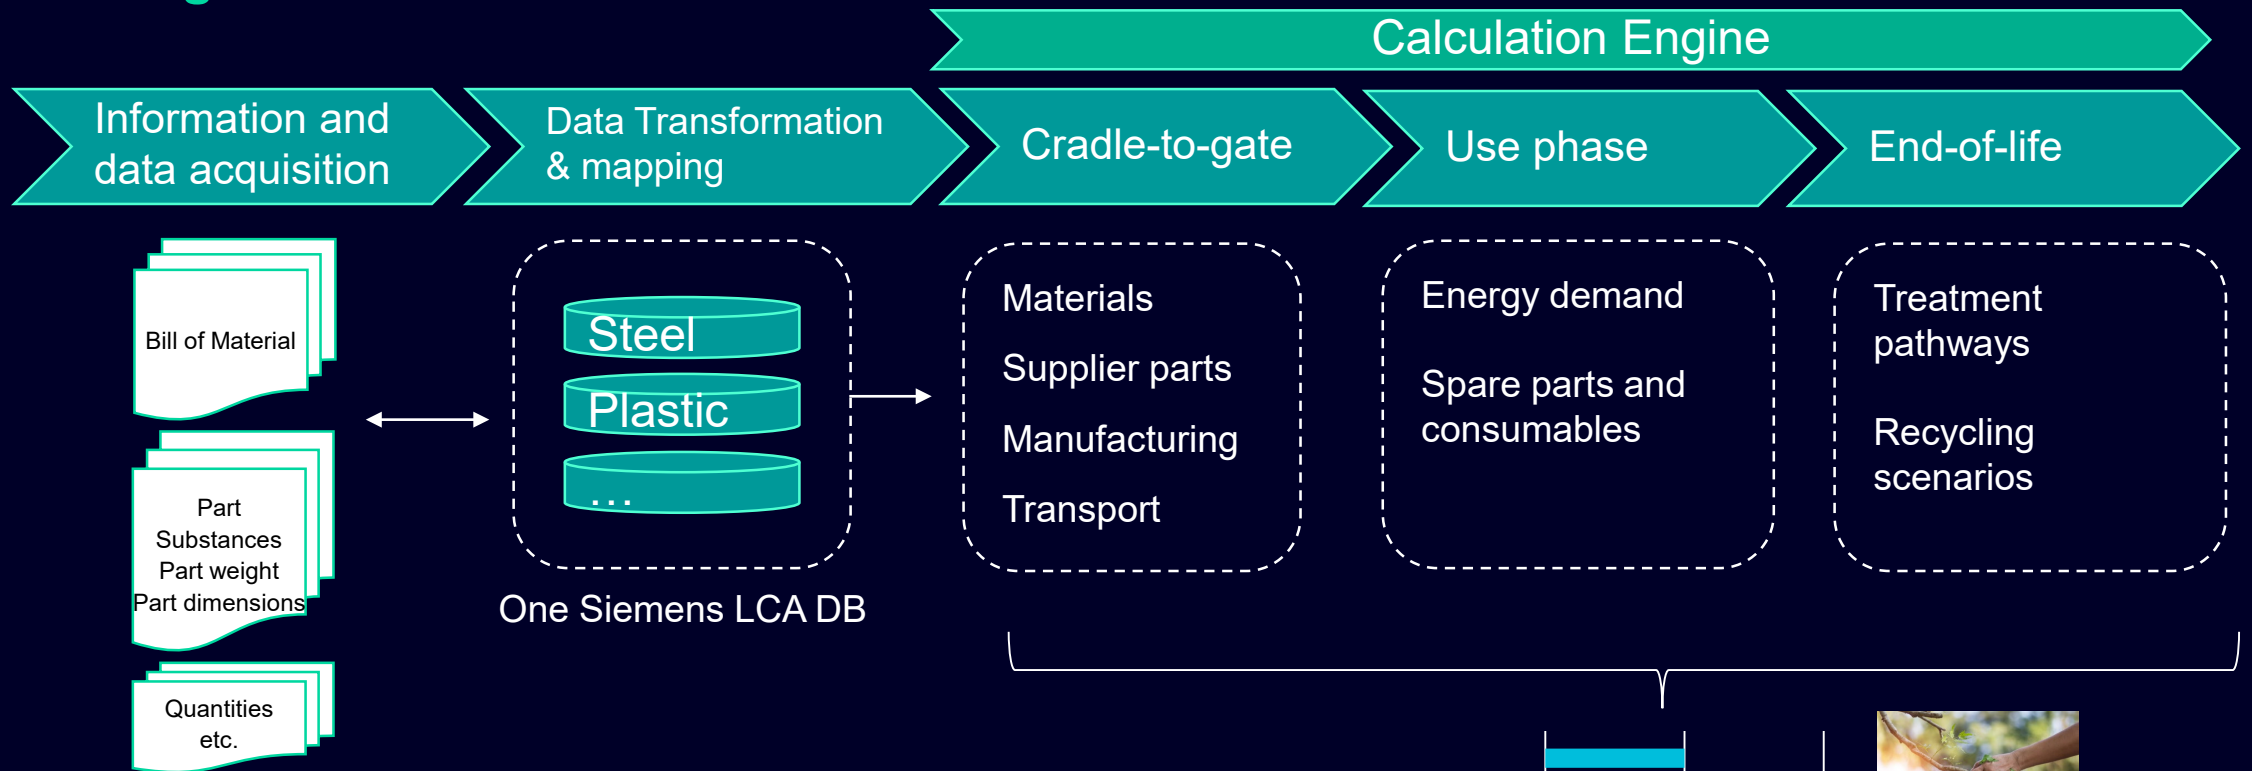 Calculation Engine
Information and
data acquisition
Data Transformation
& mapping
Cradle-to-gate
Use phase
End-of-life
Bill of Material
Part
Substances
Part weight
Part dimensions
Quantities
etc.
Steel
Plastic
...
One Siemens LCA DB
Materials
Supplier parts
Manufacturing
Transport
Energy demand
Spare parts and
consumables
Treatment
pathways
Recycling
scenarios